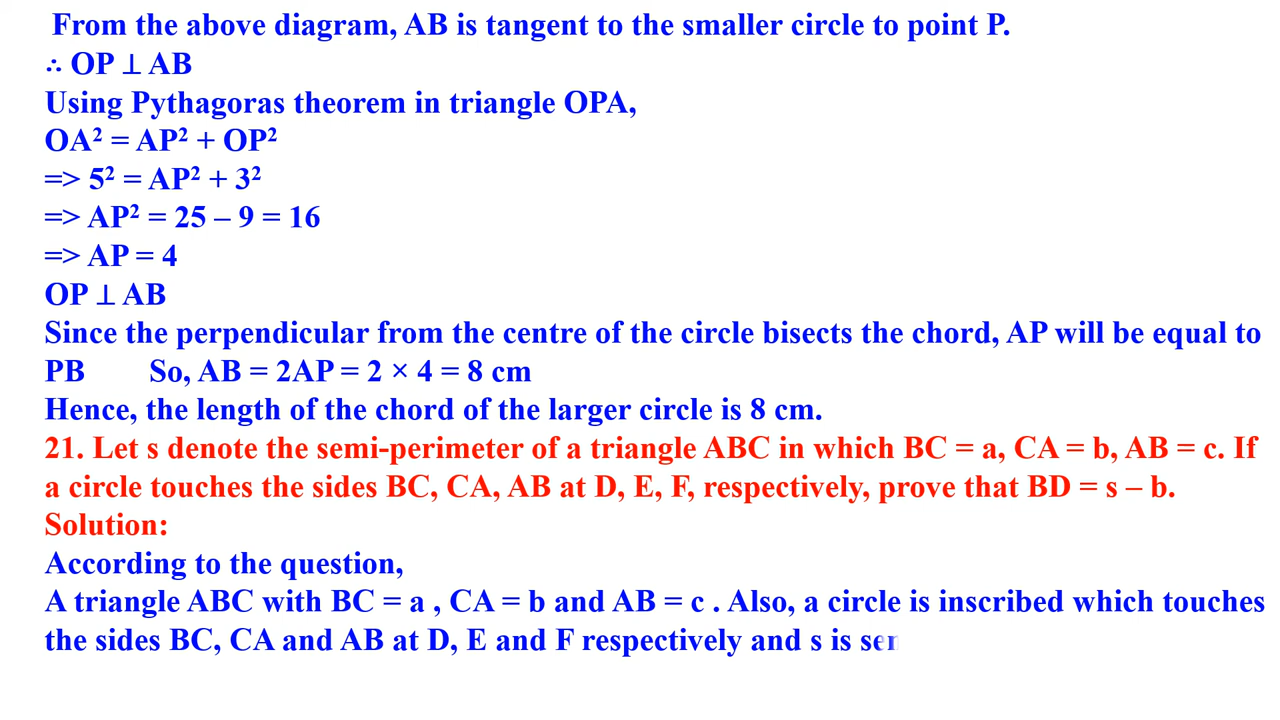 From the above diagram, AB is tangent to the smaller circle to point P.
∴ OP ⊥ AB
Using Pythagoras theorem in triangle OPA,
OA² = AP² + OP²
=> 5² = AP² + 3²
=> AP² = 25 – 9 = 16
=> AP = 4
OP ⊥ AB
Since the perpendicular from the centre of the circle bisects the chord, AP will be equal to
PB So, AB = 2AP = 2 × 4 = 8 cm
Hence, the length of the chord of the larger circle is 8 cm.
21. Let s denote the semi-perimeter of a triangle ABC in which BC = a, CA = b, AB = c. If
a circle touches the sides BC, CA, AB at D, E, F, respectively, prove that BD = s – b.
Solution:
According to the question,
A triangle ABC with BC = a , CA = b and AB = c . Also, a circle is inscribed which touches
the sides BC, CA and AB at D, E and F respectively and s is